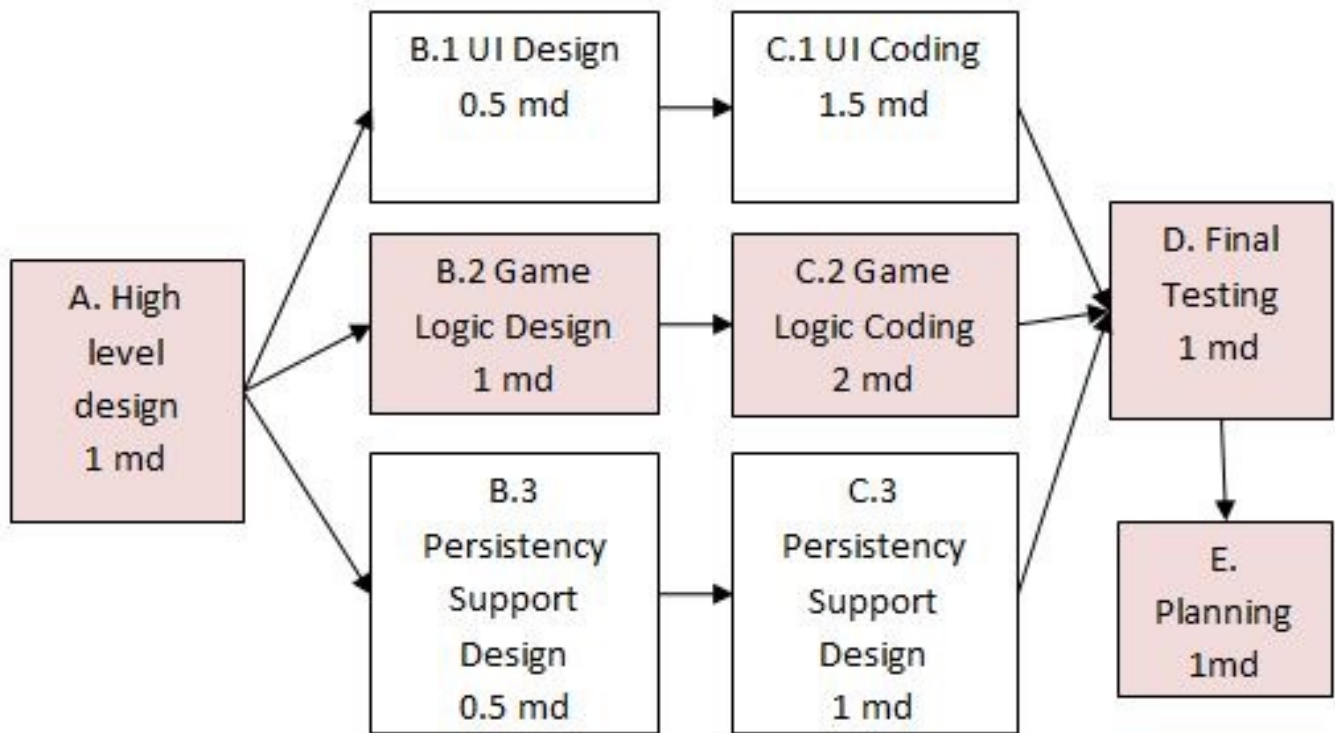 A. High
level
design
1 md
B.1 UI Design
0.5 md
C.1 UI Coding
1.5 md
B.2 Game
Logic Design
1 md
C.2 Game
Logic Coding
2 md
B.3
Persistency
Support
Design
0.5 md
C.3
Persistency
Support
Design
1 md
D. Final
Testing
1 md
E.
Planning
1md